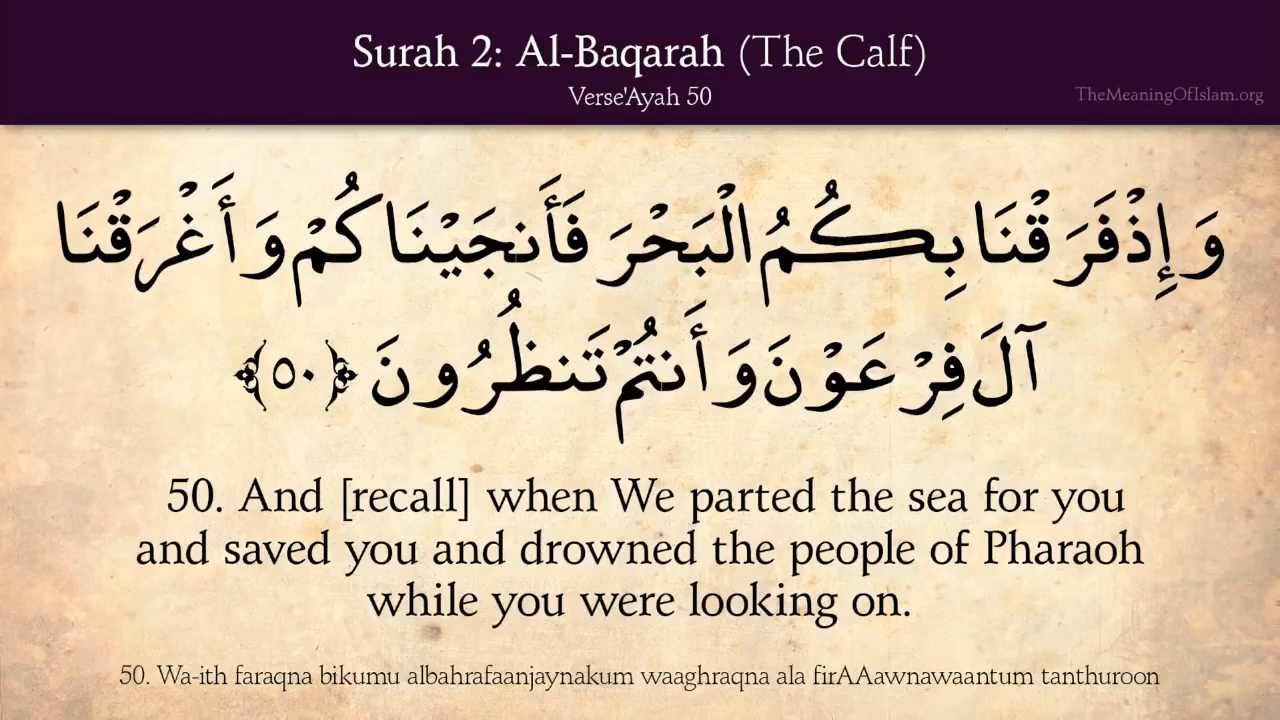 Surah 2: Al-Baqarah (The Calf)
Verse'Ayah 50
TheMeaningOfIslam.org
وَإِذْ فَرَقْنَا بِكُمُ الْبَحْرَ فَأَنجَيْنَاكُمْ وَأَغْرَقْنَا
آلَ فِرْعَوْنَ وَأَنتُمْ تَنظُرُونَ ﴿٥٠﴾
50. And [recall] when We parted the sea for you
and saved you and drowned the people of Pharaoh
while you were looking on.
50. Wa-ith faraqna bikumu albahrafaanjaynakum waaghraqna ala firAAawnawaantum tanthuroon